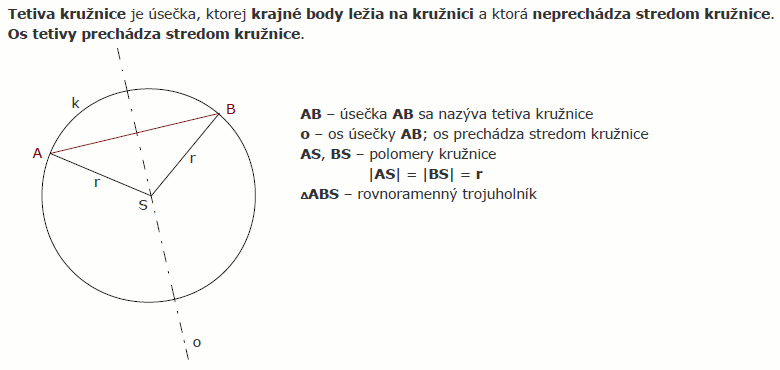 Tetiva kružnice je úsečka, ktorej krajné body ležia na kružnici a ktorá neprechádza stredom kružnice.
Os tetivy prechádza stredom kružnice.
k
B
A
r
r
S
o
AB – úsečka AB sa nazýva tetiva kružnice
o – os úsečky AB; os prechádza stredom kružnice
AS, BS – polomery kružnice
|AS| = |BS| = r
ΔABS – rovnoramenný trojuholník